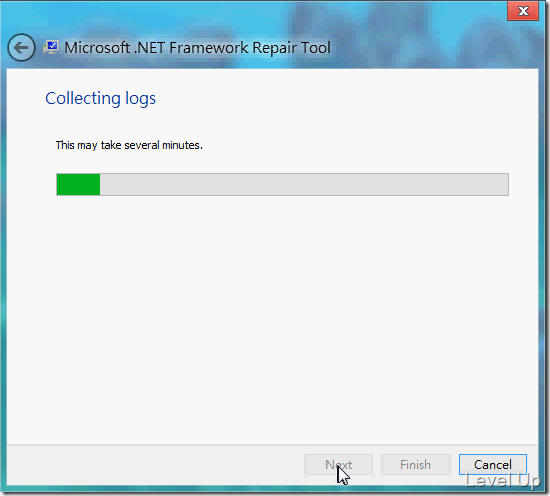 Microsoft .NET Framework Repair Tool
Collecting logs
This may take several minutes.
Next
Finish
Cancel
Level Up